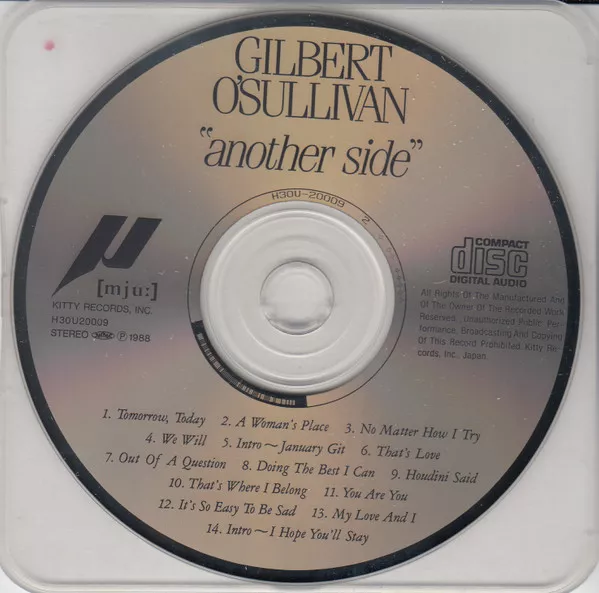 GILBERT
O'SULLIVAN
"another side"
H30U-20009 2
μ
[mju:]
KITTY RECORDS, INC.
H30U20009
STEREO Ⓟ 1988
COMPACT
disc
DIGITAL AUDIO
All Rights Of The Manufactured And
Of The Owner Of The Recorded Work
Reserved. Unauthorized Public Per-
formance, Broadcasting And Copying
Of This Record Prohibited Kitty Re-
cords, Inc., Japan.
1. Tomorrow, Today 2. A Woman's Place 3. No Matter How I Try
4. We Will 5. Intro~January Git 6. That's Love
7. Out Of A Question 8. Doing The Best I Can 9. Houdini Said
10. That's Where I Belong 11. You Are You
12. It's So Easy To Be Sad 13. My Love And I
14. Intro~I Hope You'll Stay